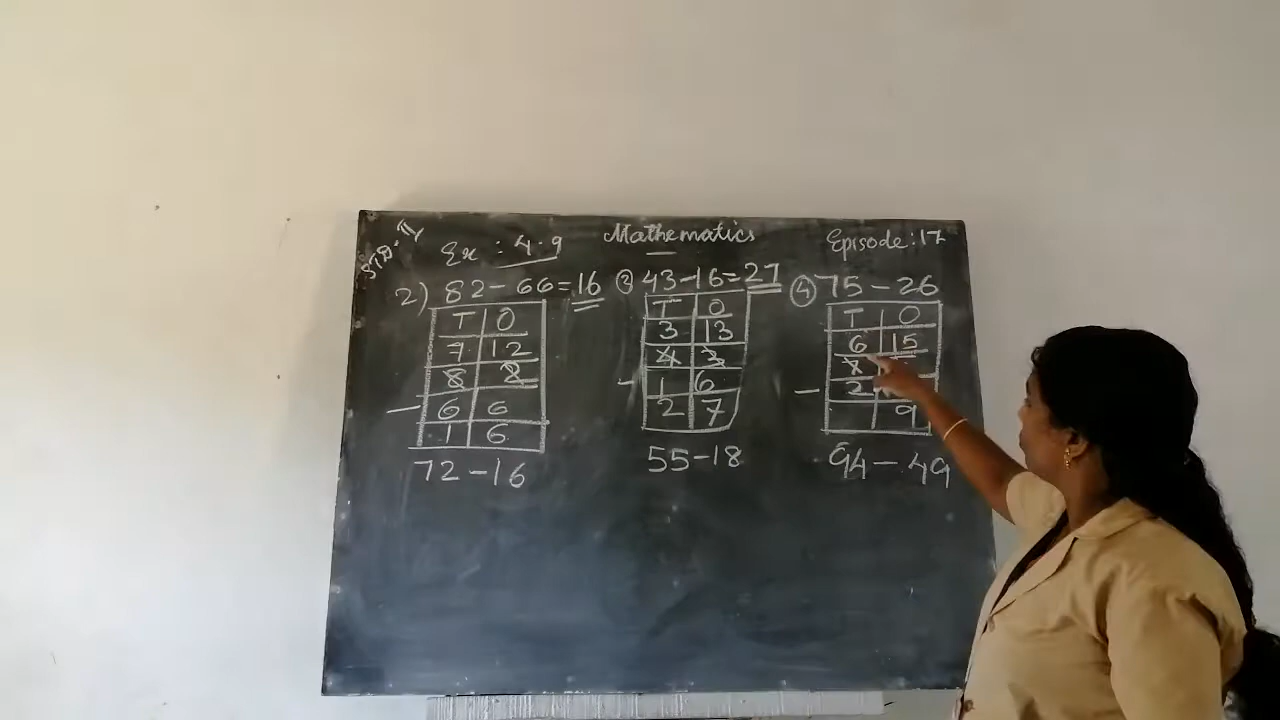 Mathematics
Ex : 4.9
Episode: 17
2) 82 - 66 = 16
T O
7 12
8 2
- 6 6
1 6
72 - 16
3 43 - 16 = 27
T O
3 13
4 3
- 1 6
2 7
55 - 18
4 75 - 26
T O
6 15
7
- 2
9
94 - 49